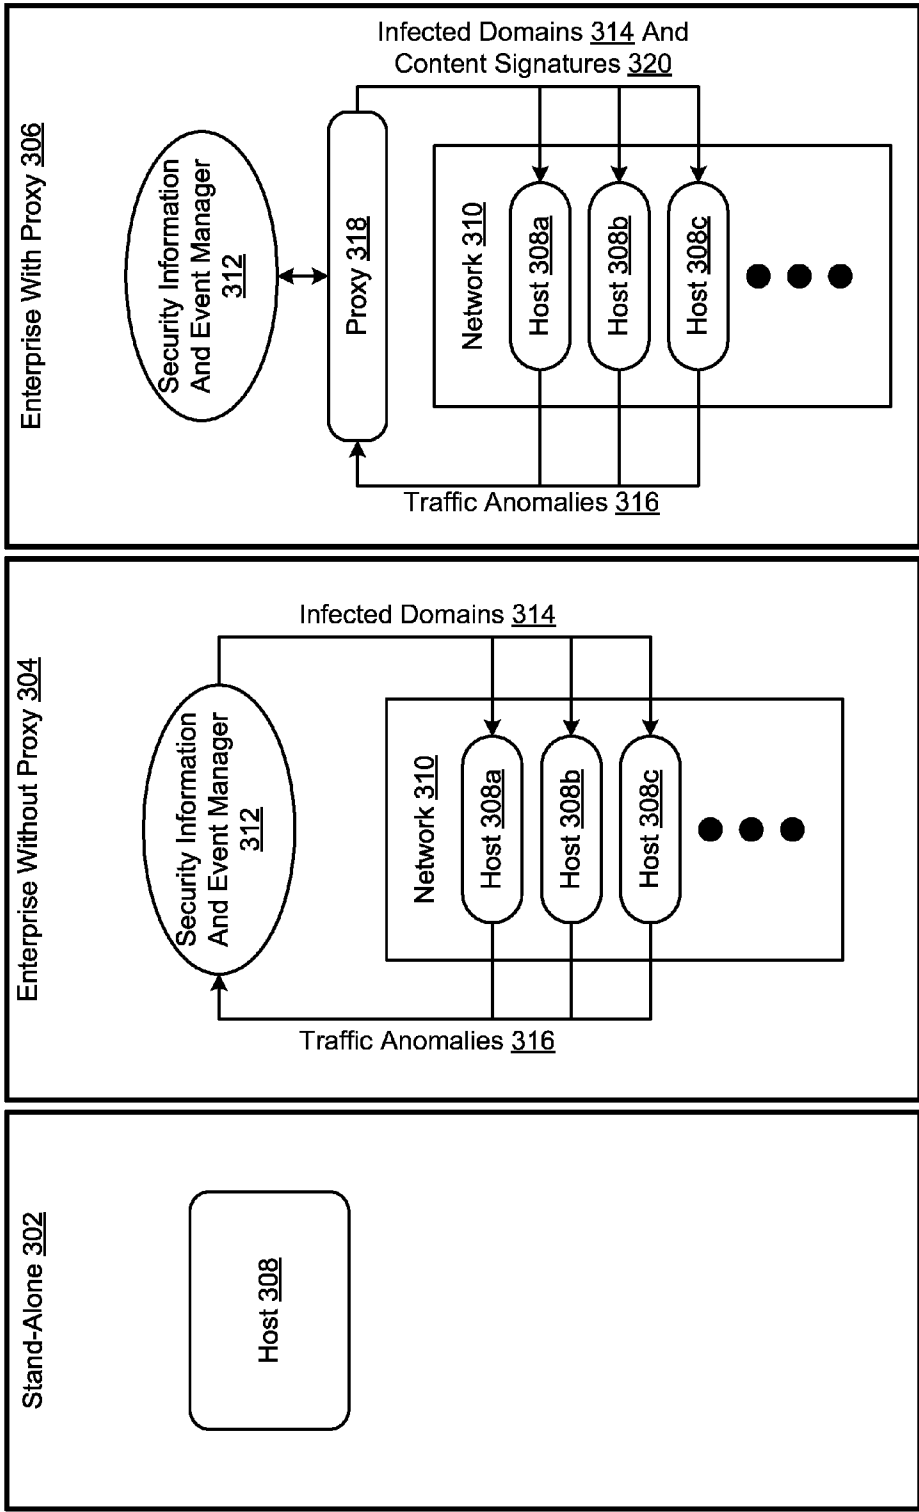 Stand-Alone 302
Host 308
Enterprise Without Proxy 304
Security Information
And Event Manager
312
Infected Domains 314
Traffic Anomalies 316
Network 310
Host 308a
Host 308b
Host 308c
Enterprise With Proxy 306
Security Information
And Event Manager
312
Proxy 318
Infected Domains 314 And
Content Signatures 320
Traffic Anomalies 316
Network 310
Host 308a
Host 308b
Host 308c